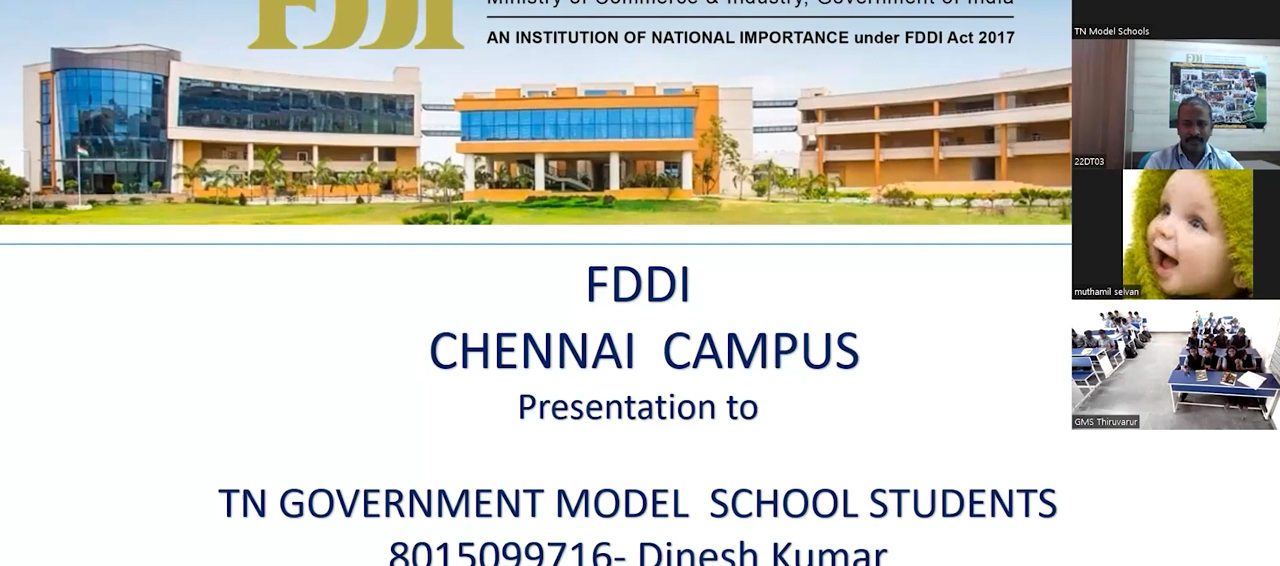 FDDI
Ministry of Commerce & Industry, Government of India
AN INSTITUTION OF NATIONAL IMPORTANCE under FDDI Act 2017
FDDI
CHENNAI CAMPUS
Presentation to
TN GOVERNMENT MODEL SCHOOL STUDENTS
8015099716- Dinesh Kumar
TN Model Schools
22DT03
muthamil selvan
GMS Thiruvarur